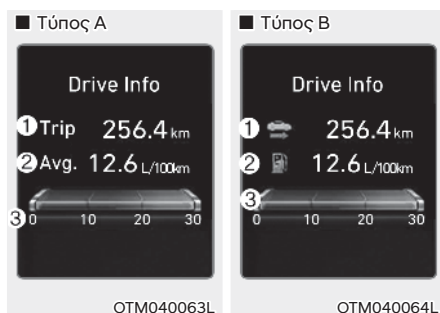 ■ Τύπος A
Drive Info
1 Trip 256.4 km
2 Avg. 12.6 L/100km
3 0 10 20 30
OTM040063L
■ Τύπος B
Drive Info
1 256.4 km
2 12.6 L/100km
3
0 10 20 30
OTM040064L